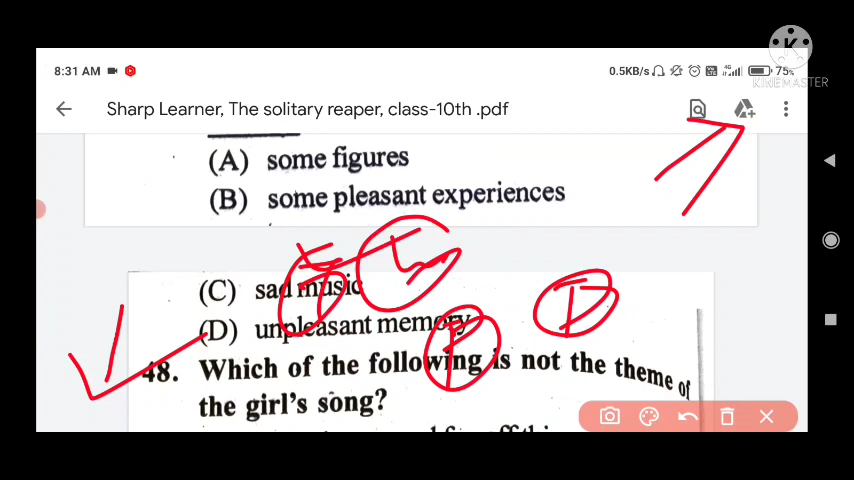 8:31 AM
0.5KB/s 4G 75%
K
KINEMASTER
Sharp Learner, The solitary reaper, class-10th .pdf
(A) some figures
(B) some pleasant experiences
(C) sad music
(D) unpleasant memory
48. Which of the following is not the theme of
the girl's song?